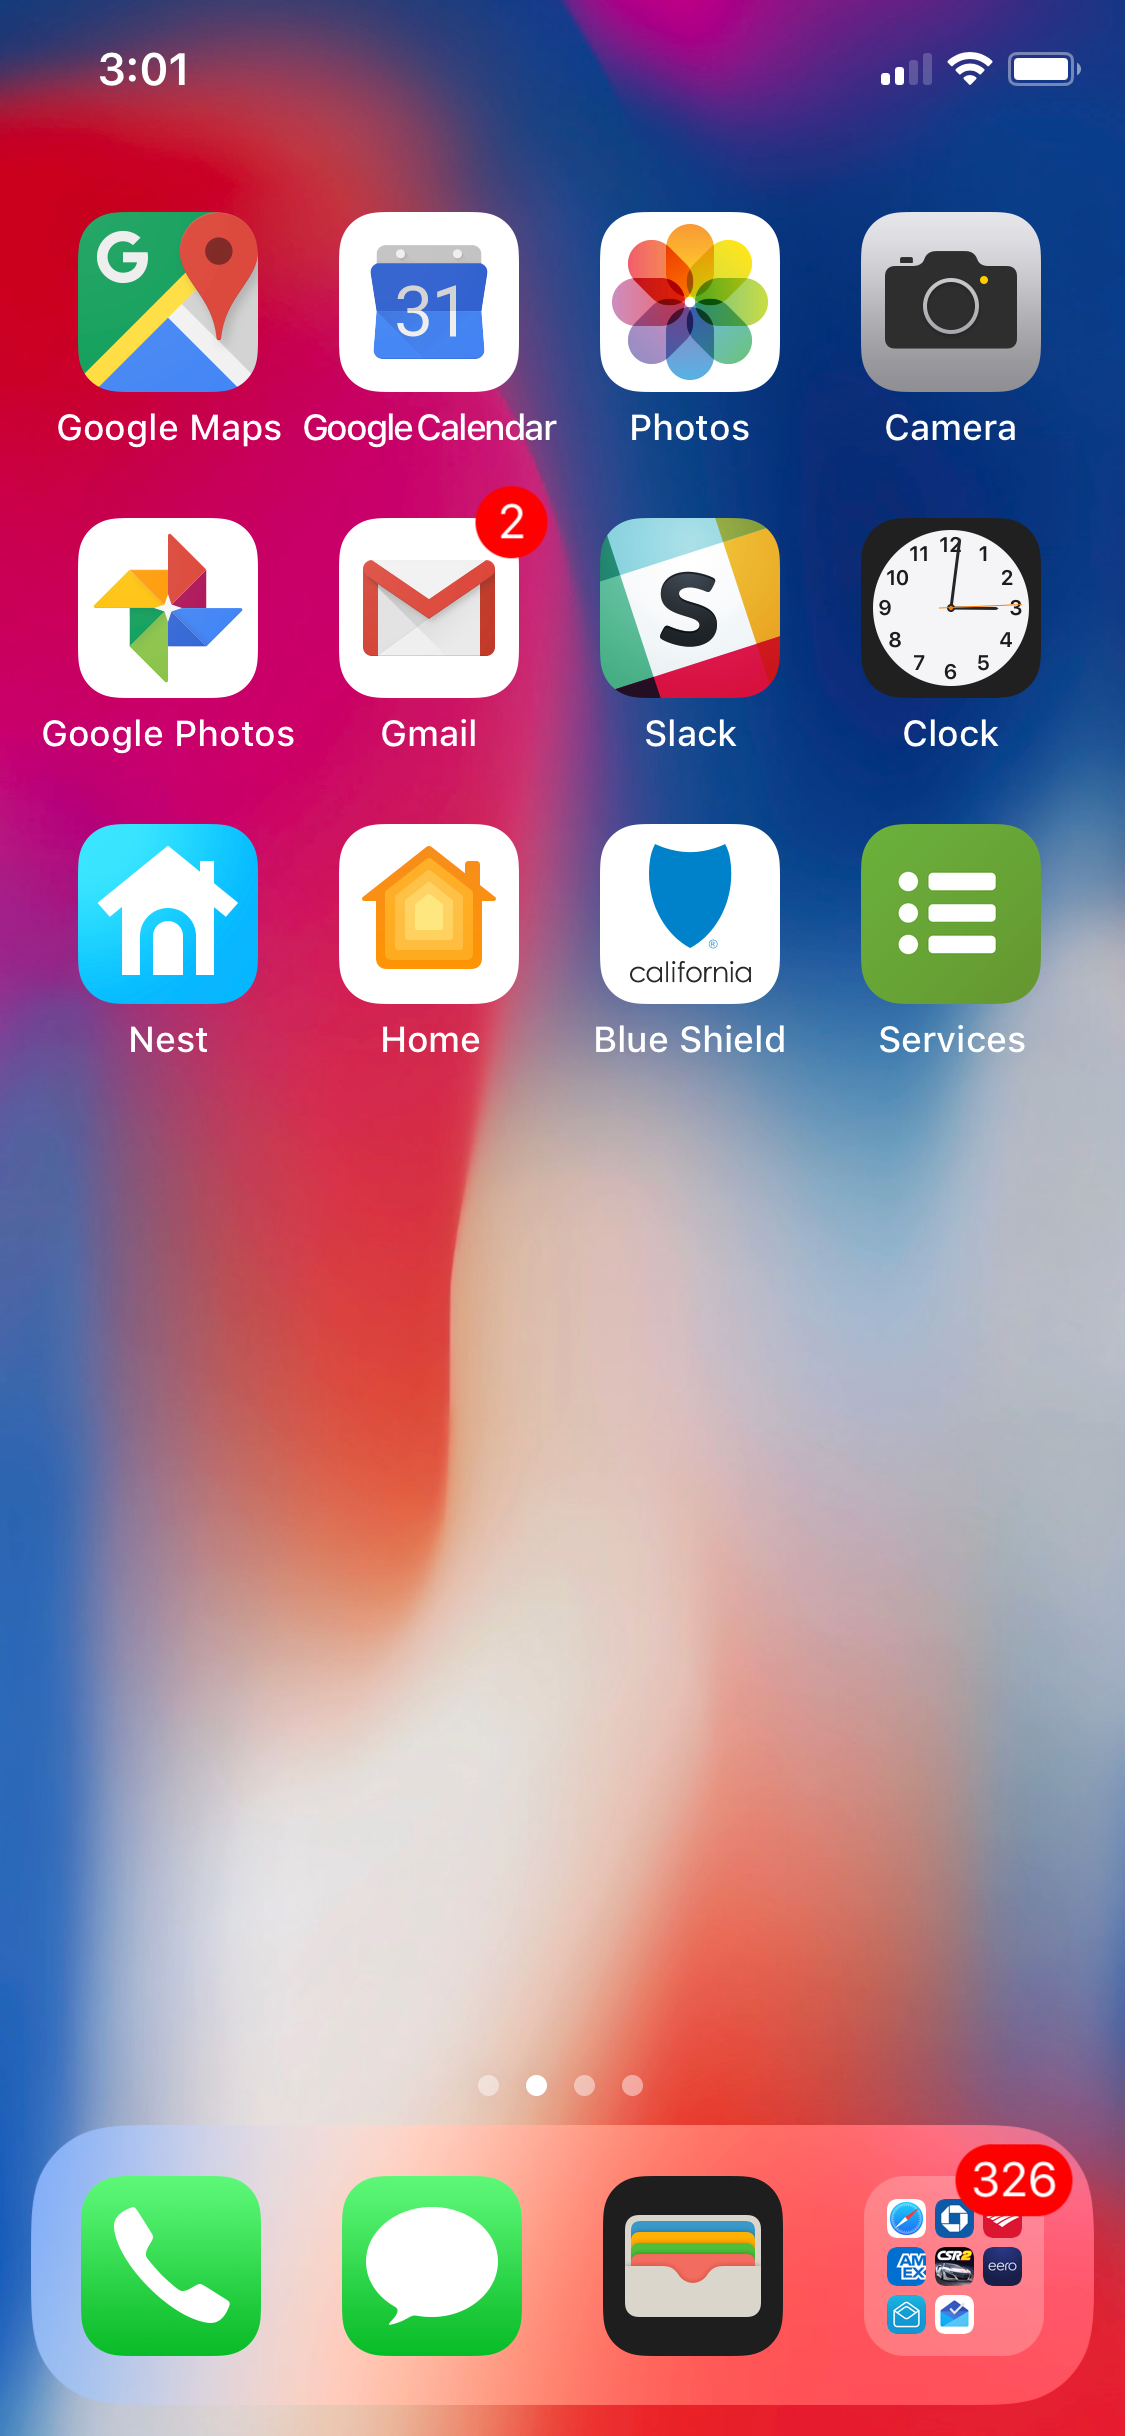 3:01
G
31
Google Maps Google Calendar Photos Camera
2
S
12
11 1
10 2
9 3
8 4
7 5
6
Google Photos Gmail Slack Clock
®
california
Nest Home Blue Shield Services
326
AM
EX
CSR2
eero